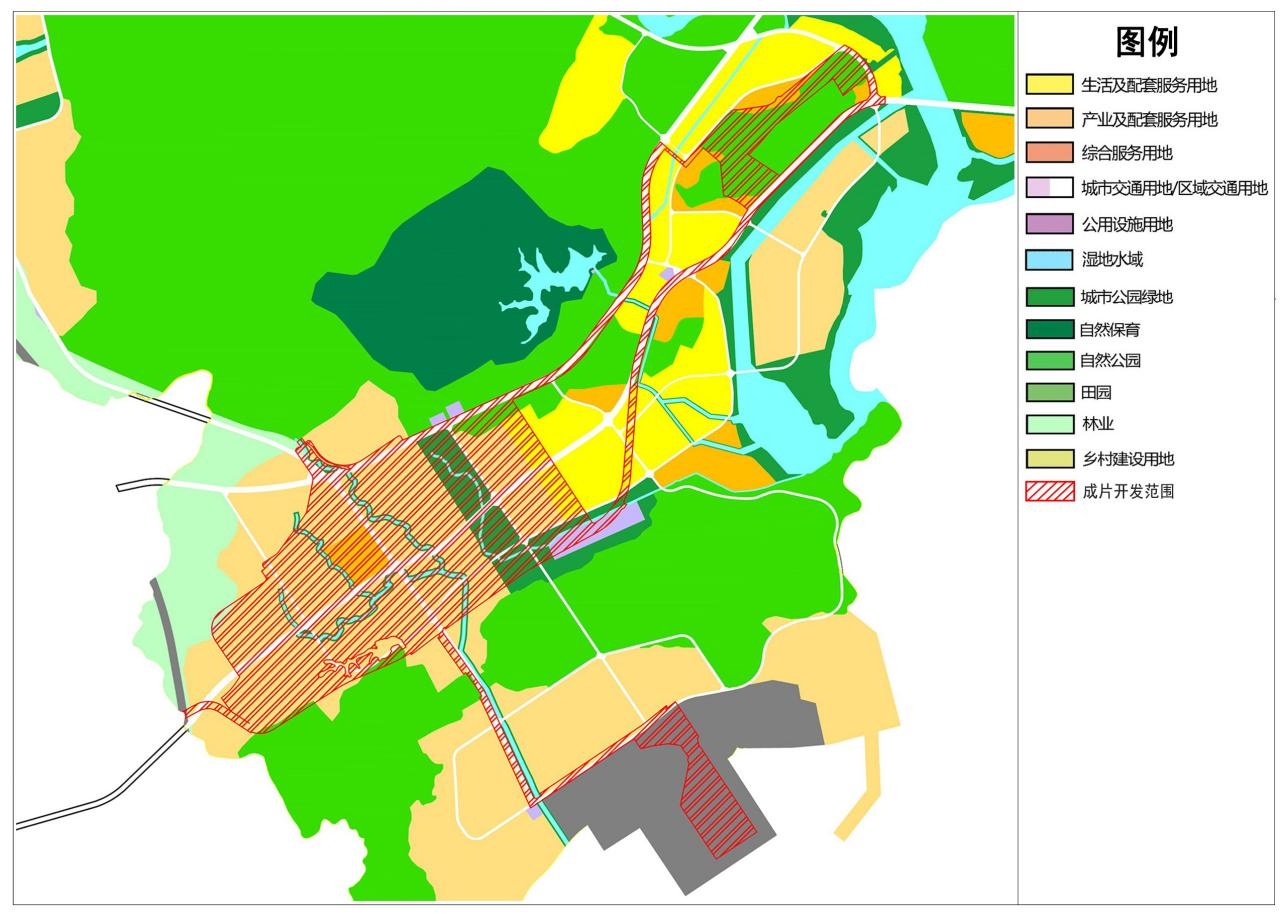 图例
生活及配套服务用地
产业及配套服务用地
综合服务用地
城市交通用地/区域交通用地
公用设施用地
湿地水域
城市公园绿地
自然保育
自然公园
田园
林业
乡村建设用地
成片开发范围